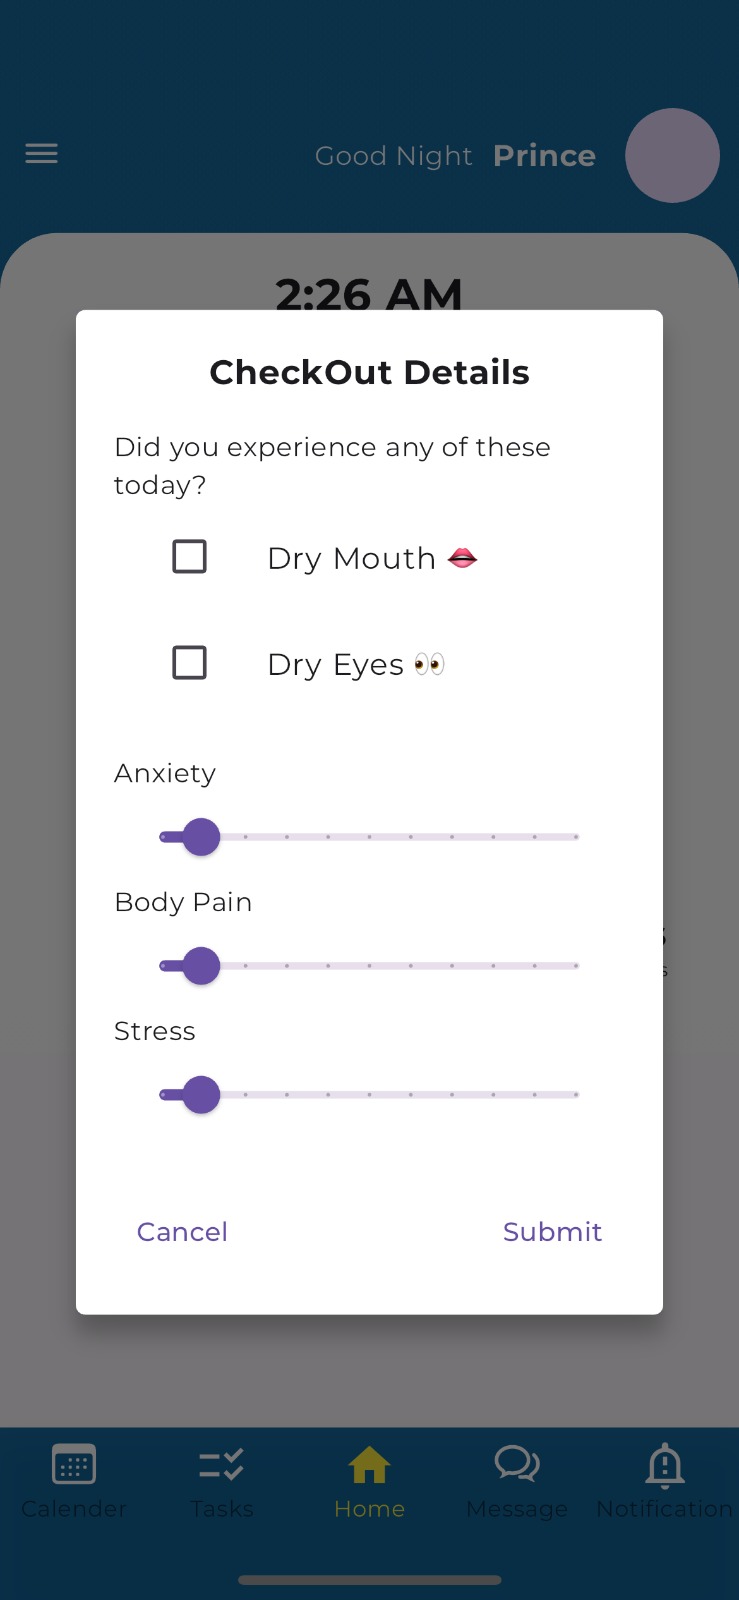 Good Night Prince
2:26 AM
CheckOut Details
Did you experience any of these
today?
Dry Mouth 👄
Dry Eyes 👀
Anxiety
Body Pain
Stress
Cancel Submit
Calender Tasks Home Message Notification